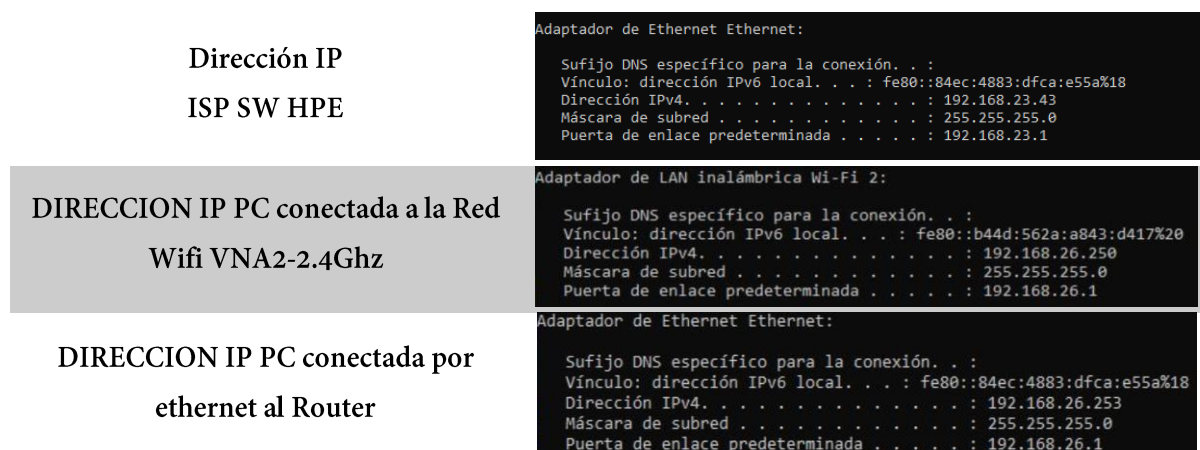 Dirección IP
ISP SW HPE
Adaptador de Ethernet Ethernet:
Sufijo DNS específico para la conexión. . :
Vínculo: dirección IPv6 local. . . : fe80::84ec:4883:dfca:e55a%18
Dirección IPv4. . . . . . . . . . . . . . : 192.168.23.43
Máscara de subred . . . . . . . . . . . . : 255.255.255.0
Puerta de enlace predeterminada . . . . . : 192.168.23.1
DIRECCION IP PC conectada a la Red
Wifi VNA2-2.4Ghz
Adaptador de LAN inalámbrica Wi-Fi 2:
Sufijo DNS específico para la conexión. . :
Vínculo: dirección IPv6 local. . . : fe80::b44d:562a:a843:d417%20
Dirección IPv4. . . . . . . . . . . . . . : 192.168.26.250
Máscara de subred . . . . . . . . . . . . : 255.255.255.0
Puerta de enlace predeterminada . . . . . : 192.168.26.1
DIRECCION IP PC conectada por
ethernet al Router
Adaptador de Ethernet Ethernet:
Sufijo DNS específico para la conexión. . :
Vínculo: dirección IPv6 local. . . : fe80::84ec:4883:dfca:e55a%18
Dirección IPv4. . . . . . . . . . . . . . : 192.168.26.253
Máscara de subred . . . . . . . . . . . . : 255.255.255.0
Puerta de enlace predeterminada . . . . . : 192.168.26.1